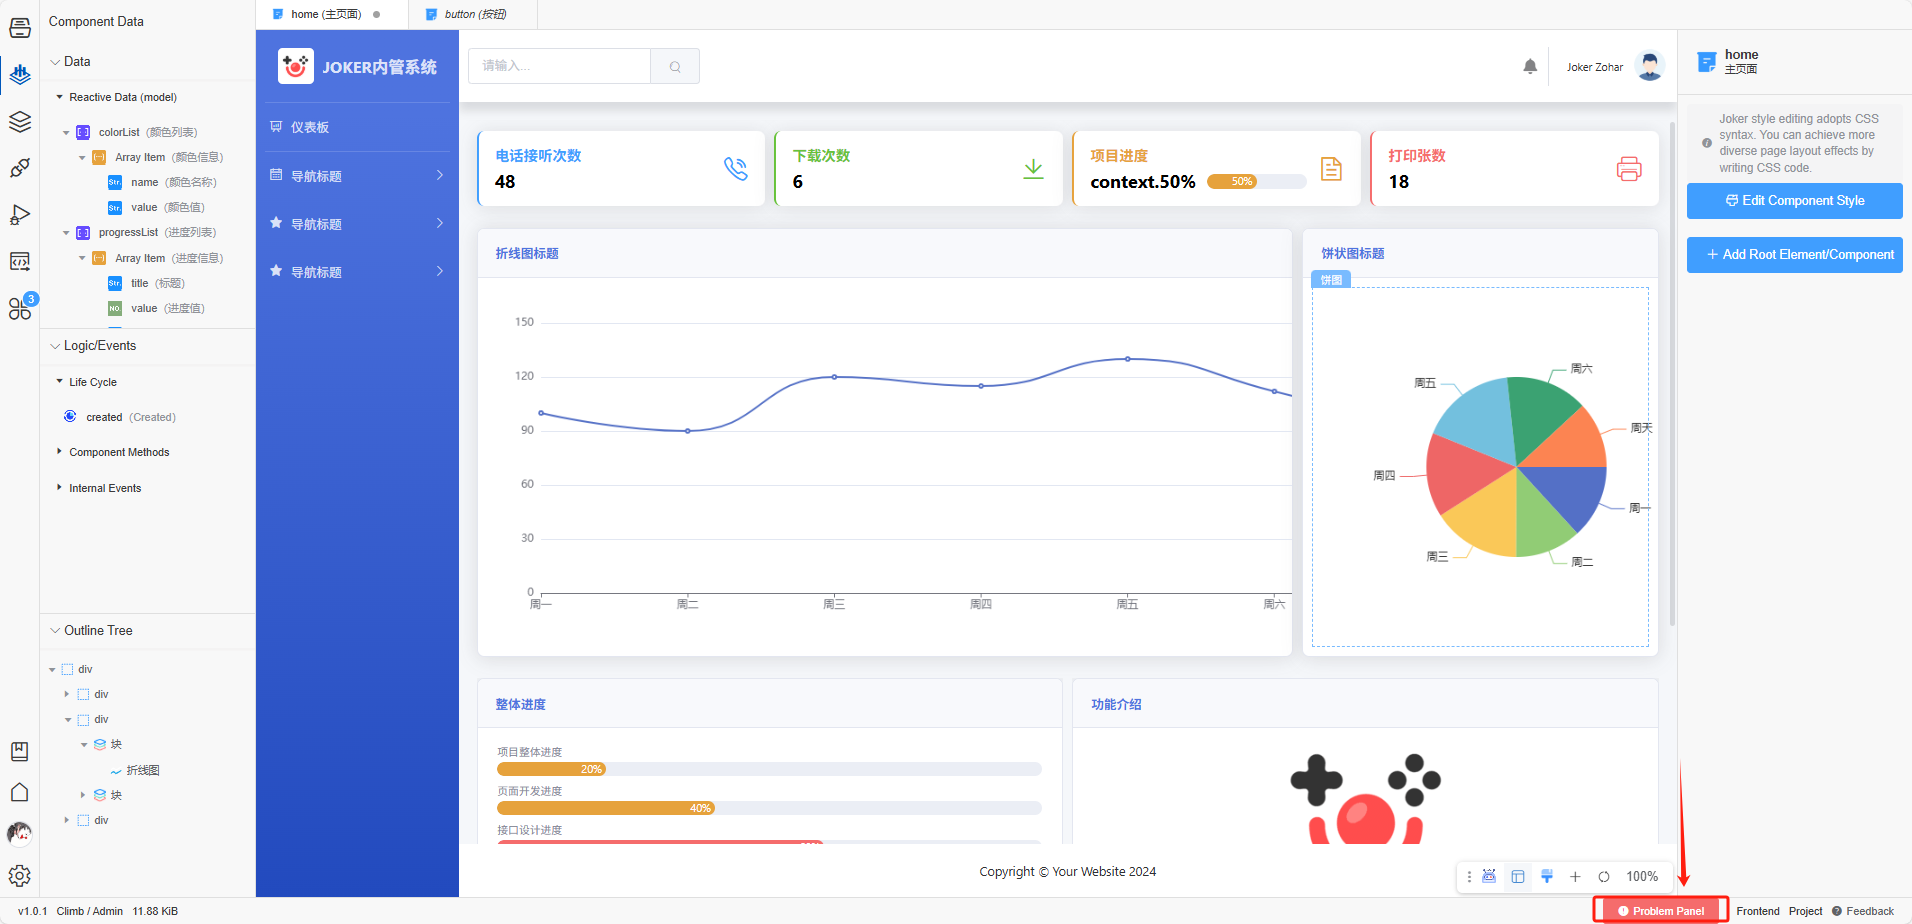 Component Data
Data
Reactive Data (model)
colorList (颜色列表)
Array Item (颜色信息)
Str. name (颜色名称)
Str. value (颜色值)
progressList (进度列表)
Array Item (进度信息)
Str. title (标题)
NO value (进度值)
3
Logic/Events
Life Cycle
created (Created)
Component Methods
Internal Events
Outline Tree
div
div
div
块
折线图
块
div
home (主页面)
button (按钮)
JOKER内管系统
仪表板
导航标题
导航标题
导航标题
请输入...
Joker Zohar
电话接听次数
48
下载次数
6
项目进度
context.50%
50%
打印张数
18
折线图标题
150
120
90
60
30
0
周一
周二
周三
周四
周五
周六
饼状图标题
饼图
周六
周五
周天
周四
周一
周三
周二
整体进度
项目整体进度
20%
页面开发进度
40%
接口设计进度
功能介绍
Copyright © Your Website 2024
100%
home
主页面
Joker style editing adopts CSS
syntax. You can achieve more
diverse page layout effects by
writing CSS code.
Edit Component Style
Add Root Element/Component
v1.0.1 Climb / Admin 11.88 KiB
Problem Panel
Frontend Project Feedback